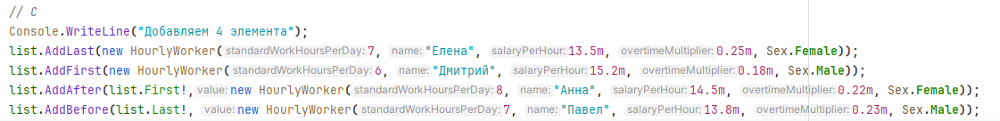 // C
Console.WriteLine("Добавляем 4 элемента");
list.AddLast(new HourlyWorker(standardWorkHoursPerDay: 7, name: "Елена", salaryPerHour: 13.5m, overtimeMultiplier: 0.25m, Sex.Female));
list.AddFirst(new HourlyWorker(standardWorkHoursPerDay: 6, name: "Дмитрий", salaryPerHour: 15.2m, overtimeMultiplier: 0.18m, Sex.Male));
list.AddAfter(list.First!, value: new HourlyWorker(standardWorkHoursPerDay: 8, name: "Анна", salaryPerHour: 14.5m, overtimeMultiplier: 0.22m, Sex.Female));
list.AddBefore(list.Last!, value: new HourlyWorker(standardWorkHoursPerDay: 7, name: "Павел", salaryPerHour: 13.8m, overtimeMultiplier: 0.23m, Sex.Male));